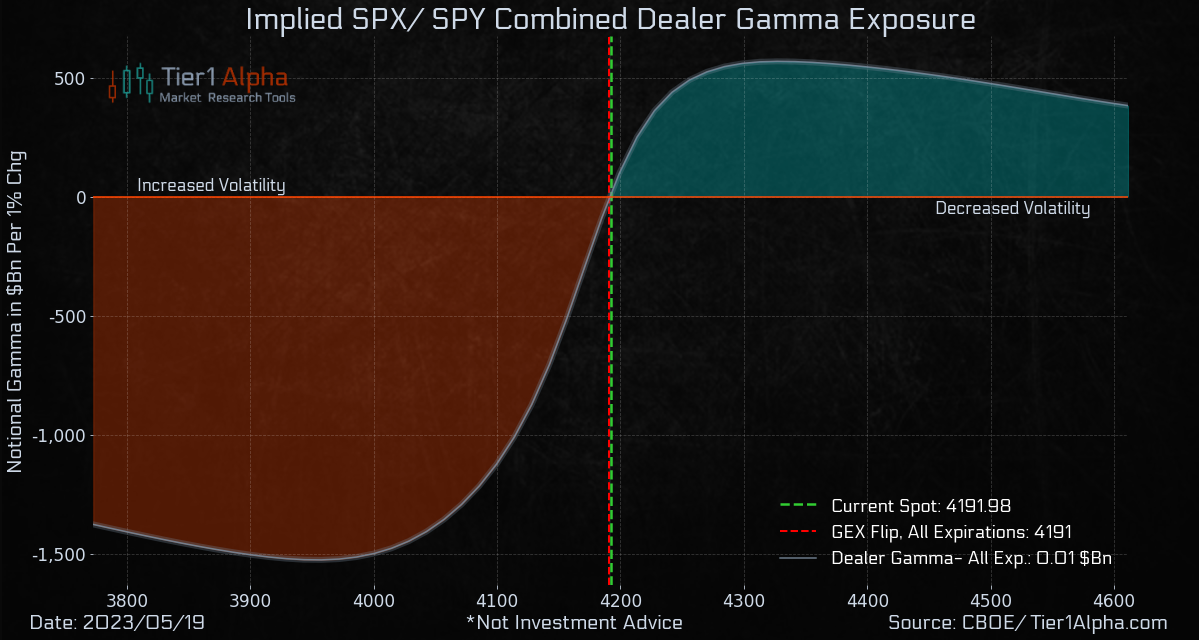 Implied SPX/ SPY Combined Dealer Gamma Exposure
Tier1 Alpha
Market Research Tools
Notional Gamma in $Bn Per 1% Chg
500
0
-500
-1,000
-1,500
Increased Volatility
Decreased Volatility
Current Spot: 4191.98
GEX Flip, All Expirations: 4191
Dealer Gamma- All Exp.: 0.01 $Bn
3800 3900 4000 4100 4200 4300 4400 4500 4600
Date: 2023/05/19 *Not Investment Advice Source: CBOE/ Tier1Alpha.com